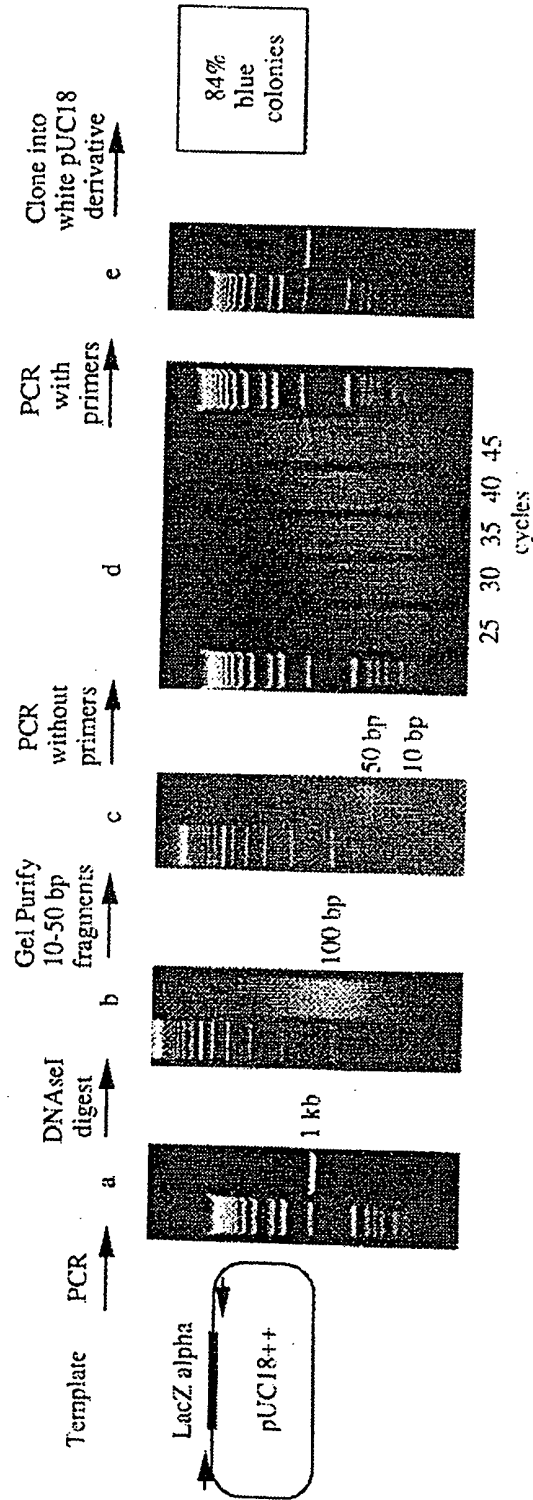 Template
PCR
a
DNAseI
digest
b
Gel Purify
10-50 bp
fragments
c
PCR
without
primers
d
PCR
with
primers
e
Clone into
white pUC18
derivative
LacZ alpha
pUC18++
1 kb
100 bp
50 bp
10 bp
25 30 35 40 45
cycles
84%
blue
colonies